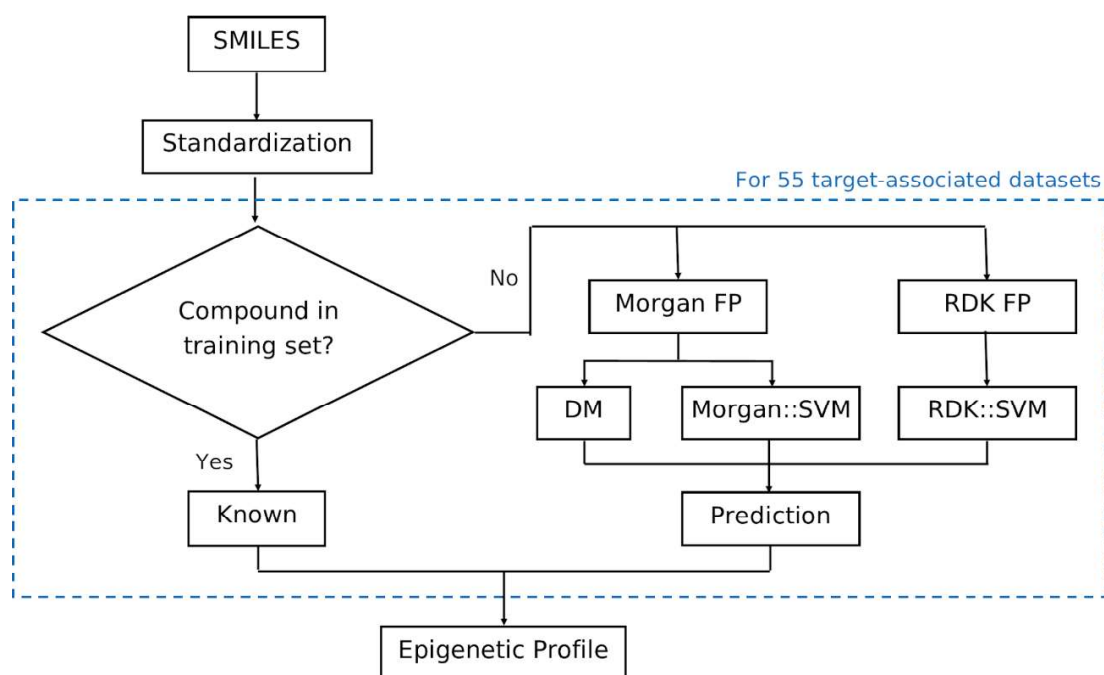 SMILES
Standardization
For 55 target-associated datasets
Compound in
training set?
No
Morgan FP
RDK FP
DM
Morgan::SVM
RDK::SVM
Yes
Known
Prediction
Epigenetic Profile